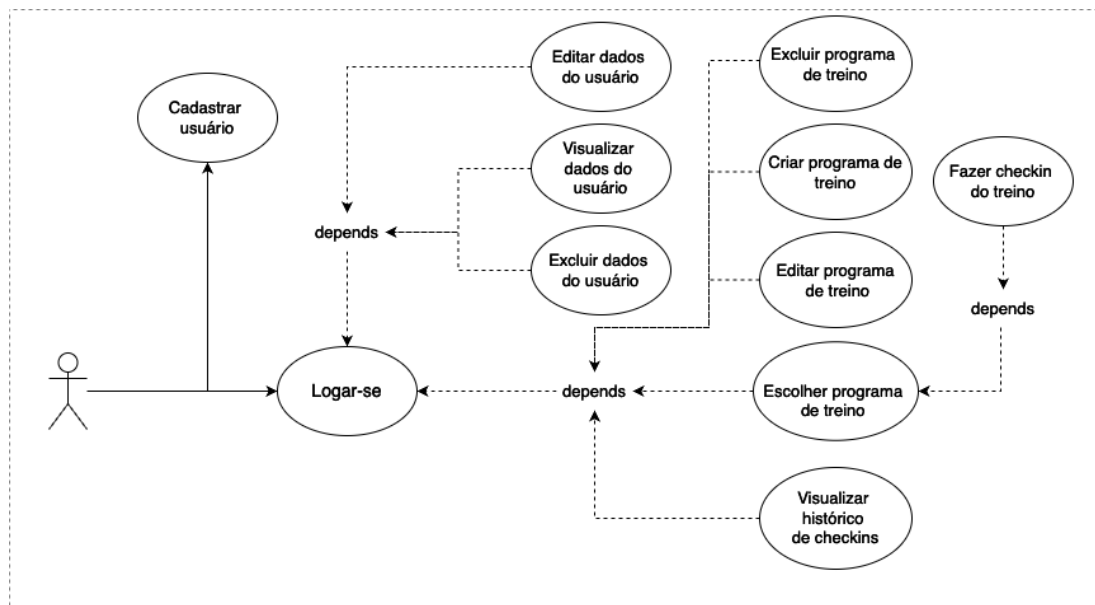 Editar dados
do usuário
Excluir programa
de treino
Cadastrar
usuário
Visualizar
dados do
usuário
Criar programa de
treino
Fazer checkin
do treino
depends
Excluir dados
do usuário
Editar programa
de treino
depends
Logar-se
depends
Escolher programa
de treino
Visualizar
histórico
de checkins